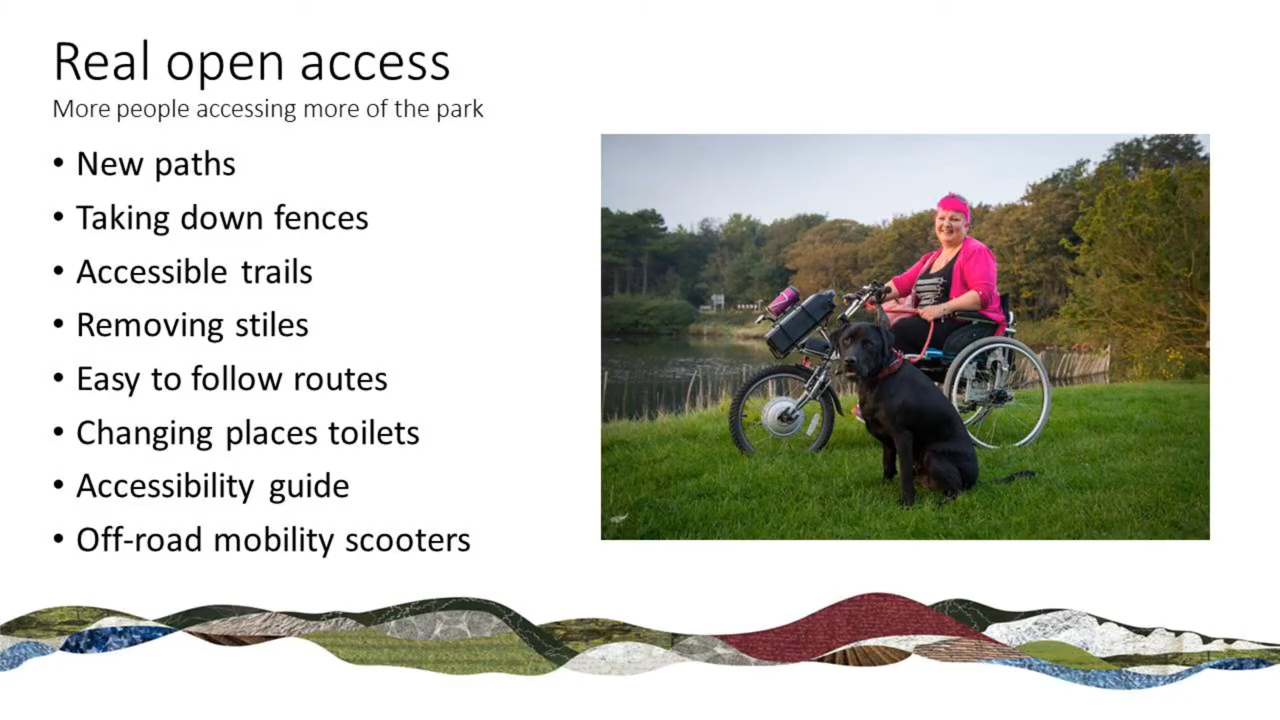 Real open access
More people accessing more of the park
• New paths
• Taking down fences
• Accessible trails
• Removing stiles
• Easy to follow routes
• Changing places toilets
• Accessibility guide
• Off-road mobility scooters